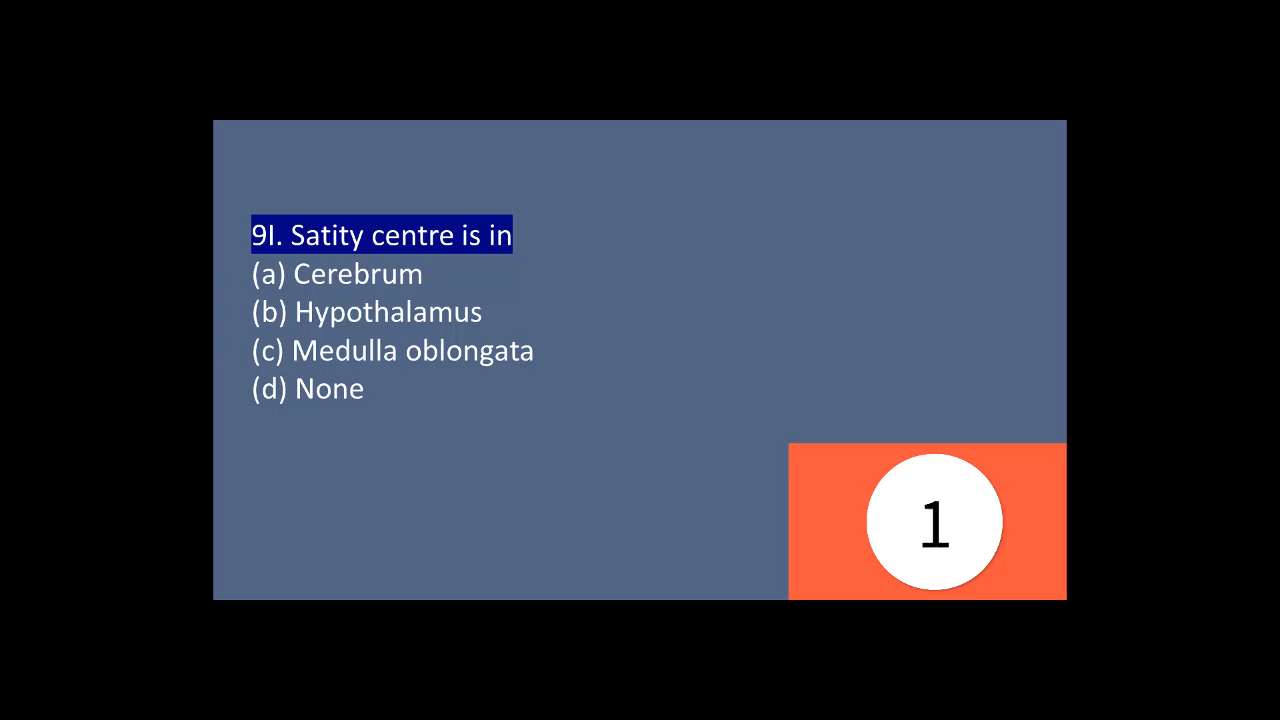 9I. Satity centre is in
(a) Cerebrum
(b) Hypothalamus
(c) Medulla oblongata
(d) None
1